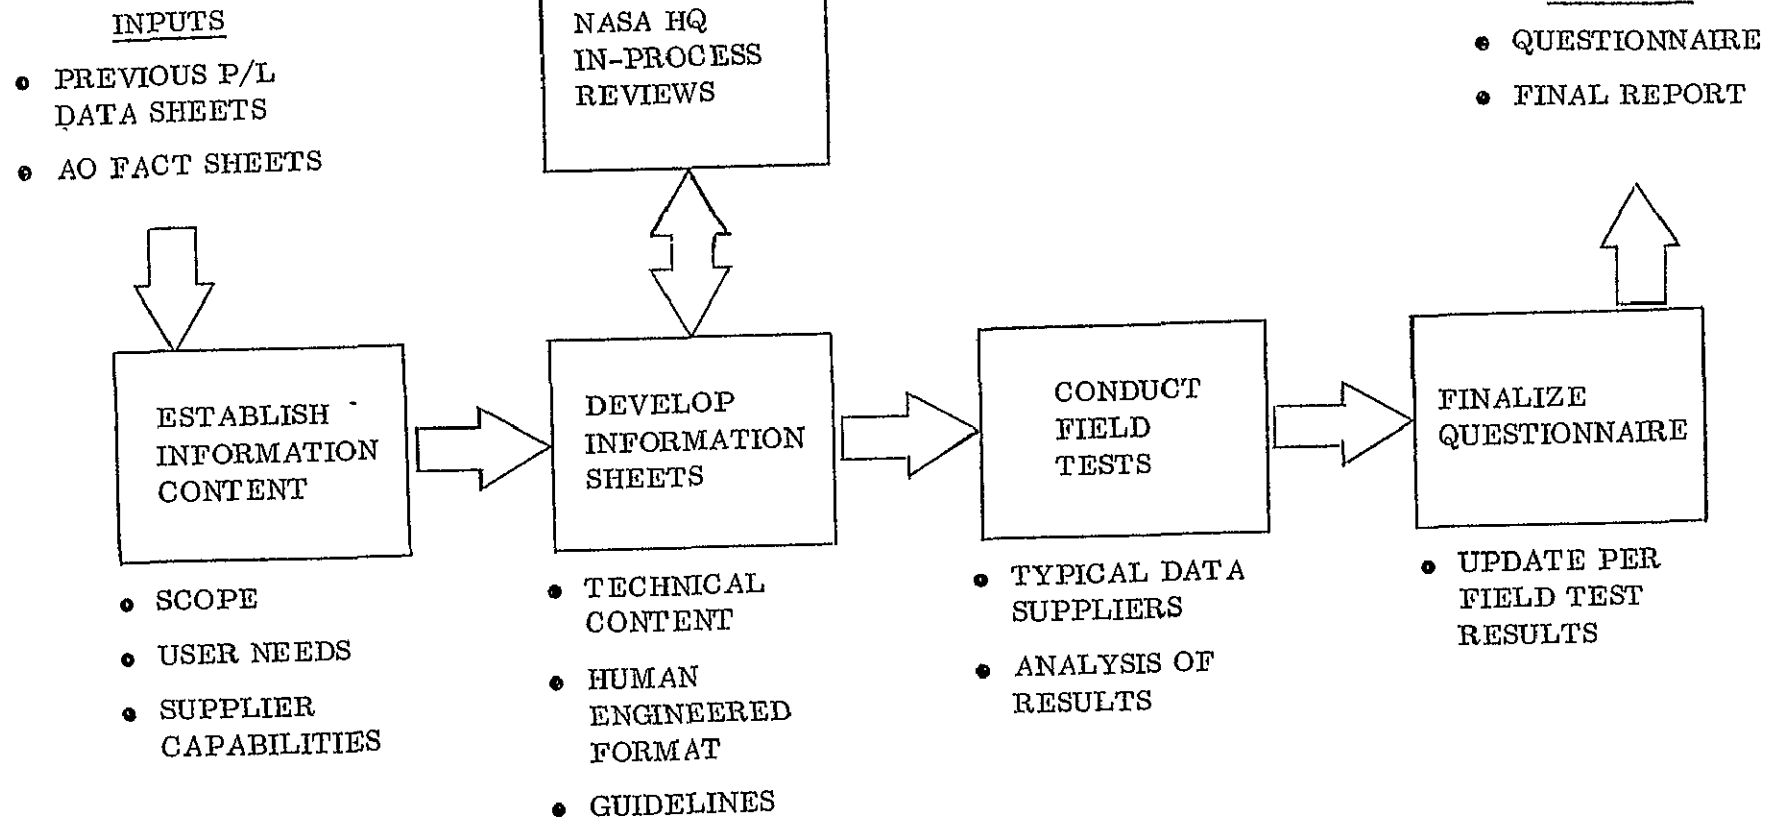 INPUTS
• PREVIOUS P/L
DATA SHEETS
• AO FACT SHEETS
NASA HQ
IN-PROCESS
REVIEWS
• QUESTIONNAIRE
• FINAL REPORT
ESTABLISH
INFORMATION
CONTENT
DEVELOP
INFORMATION
SHEETS
CONDUCT
FIELD
TESTS
FINALIZE
QUESTIONNAIRE
• SCOPE
• USER NEEDS
• SUPPLIER
CAPABILITIES
• TECHNICAL
CONTENT
• HUMAN
ENGINEERED
FORMAT
• GUIDELINES
• TYPICAL DATA
SUPPLIERS
• ANALYSIS OF
RESULTS
• UPDATE PER
FIELD TEST
RESULTS